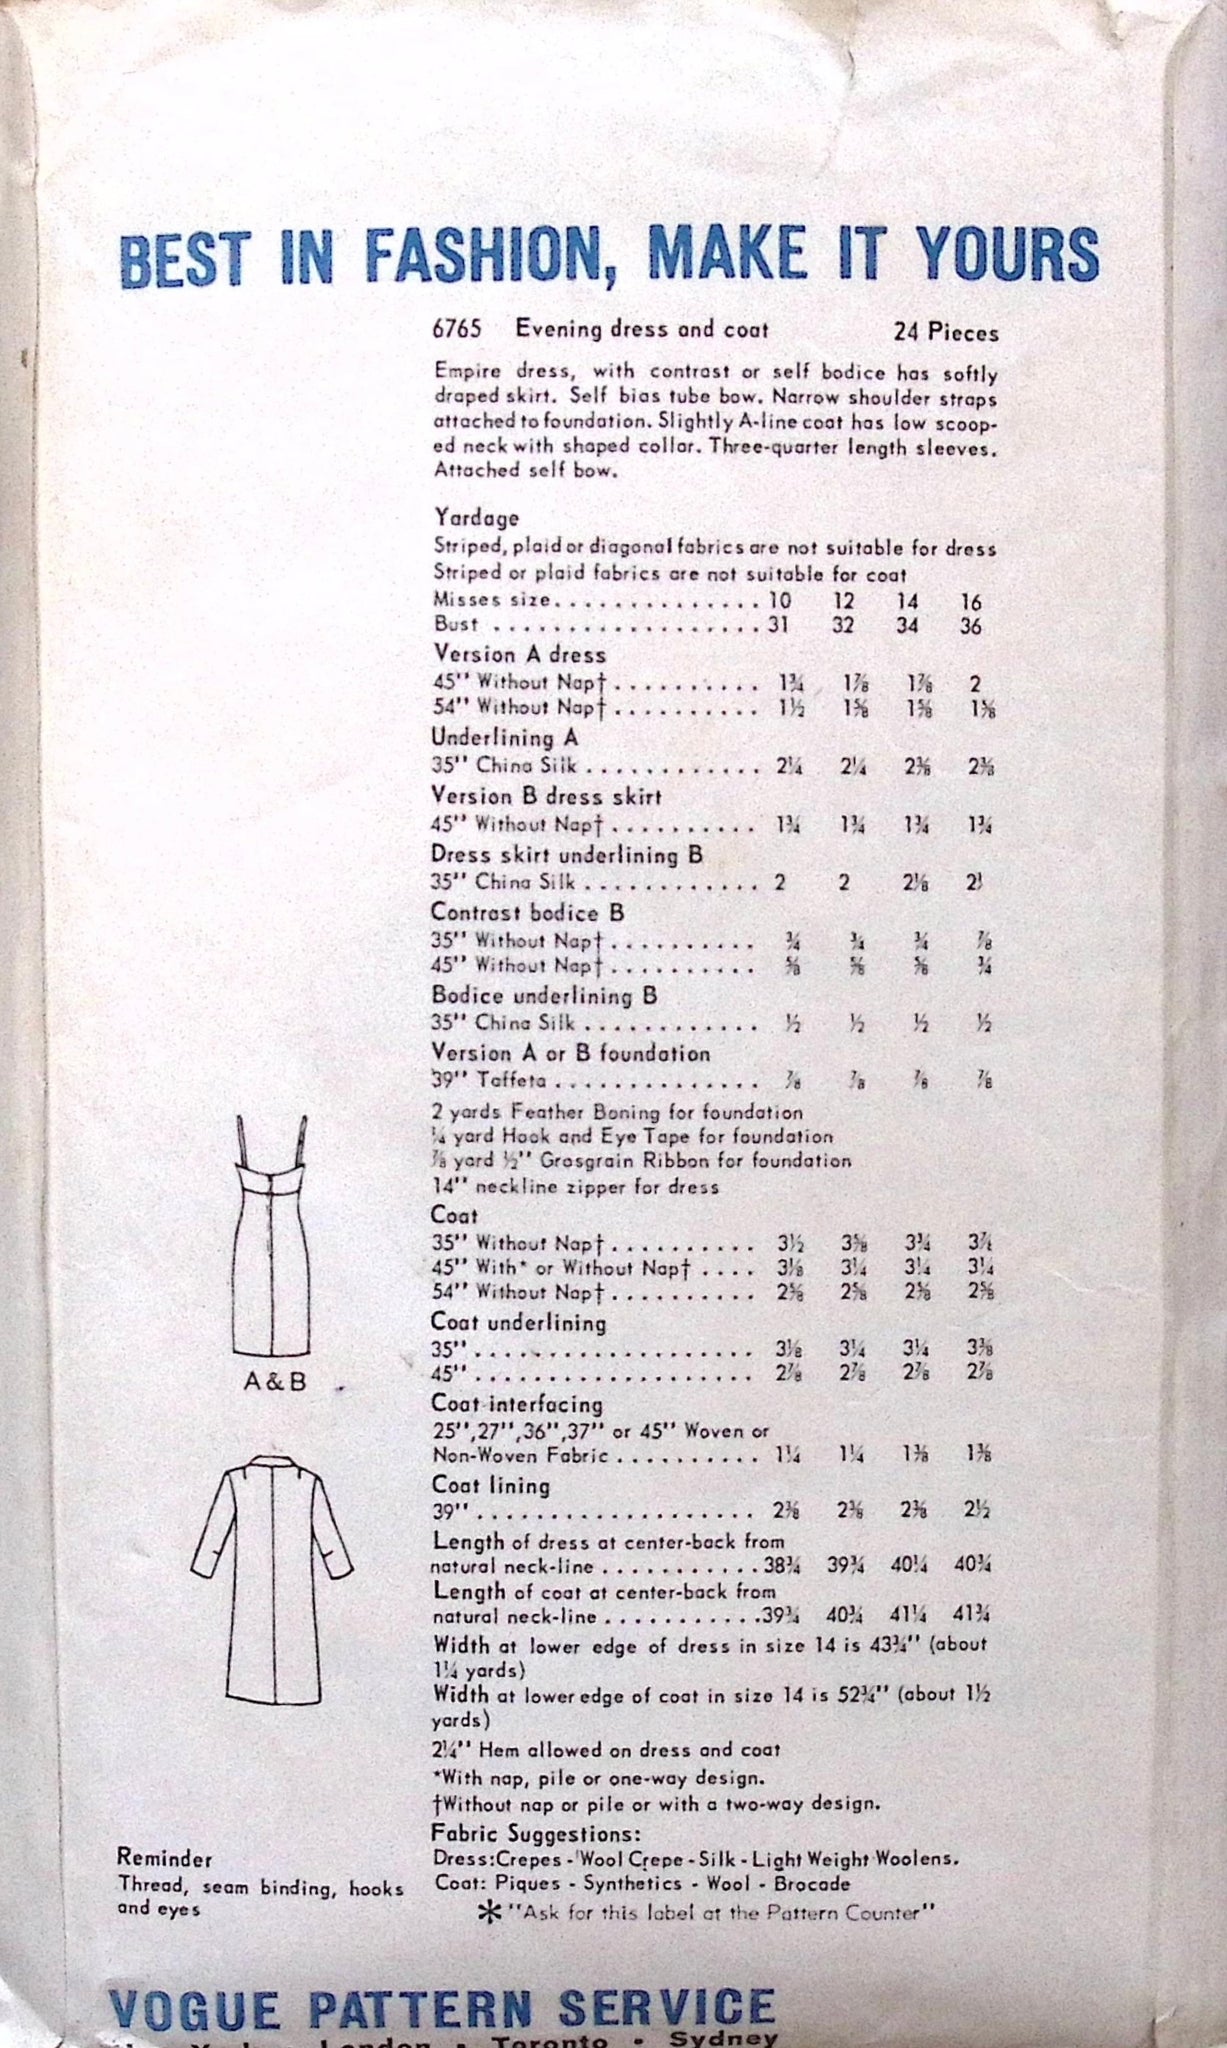 BEST IN FASHION, MAKE IT YOURS
6765 Evening dress and coat 24 Pieces
Empire dress, with contrast or self bodice has softly
draped skirt. Self bias tube bow. Narrow shoulder straps
attached to foundation. Slightly A-line coat has low scoop-
ed neck with shaped collar. Three-quarter length sleeves.
Attached self bow.
Yardage
Striped, plaid or diagonal fabrics are not suitable for dress
Striped or plaid fabrics are not suitable for coat
Misses size............... 10 12 14 16
Bust ................... 31 32 34 36
Version A dress
45" Without Nap†.......... 1¾ 1⅞ 1⅞ 2
54" Without Nap†.......... 1½ 1⅝ 1⅝ 1⅝
Underlining A
35" China Silk ............ 2¼ 2¼ 2⅜ 2⅜
Version B dress skirt
45" Without Nap†.......... 1¾ 1¾ 1¾ 1¾
Dress skirt underlining B
35" China Silk ............ 2 2 2⅛
Contrast bodice B
35" Without Nap†.......... ¾ ¾ ¾ ⅞
45" Without Nap†.......... ⅝ ⅝ ⅝ ¾
Bodice underlining B
35" China Silk ............ ½ ½ ½ ½
Version A or B foundation
39" Taffeta .............. ⅞ ⅞ ⅞ ⅞
2 yards Feather Boning for foundation
¼ yard Hook and Eye Tape for foundation
⅞ yard ½" Grosgrain Ribbon for foundation
14" neckline zipper for dress
Coat
35" Without Nap†.......... 3½ 3⅝ 3¾ 3⅞
45" With* or Without Nap† .... 3⅛ 3¼ 3¼ 3¼
54" Without Nap†.......... 2⅝ 2⅝ 2⅝ 2⅝
Coat underlining
35" .................... 3⅛ 3¼ 3¼ 3⅜
45" .................... 2⅞ 2⅞ 2⅞ 2⅞
Coat interfacing
25",27",36",37" or 45" Woven or
Non-Woven Fabric .......... 1¼ 1¼ 1⅜ 1⅜
Coat lining
39" .................... 2⅜ 2⅜ 2⅜ 2½
Length of dress at center-back from
natural neck-line ........... 38¾ 39¾ 40¼ 40¾
Length of coat at center-back from
natural neck-line ........... 39¾ 40¾ 41¼ 41¾
Width at lower edge of dress in size 14 is 43¾" (about
1¼ yards)
Width at lower edge of coat in size 14 is 52¾" (about 1½
yards)
2¼" Hem allowed on dress and coat
*With nap, pile or one-way design.
†Without nap or pile or with a two-way design.
Fabric Suggestions:
Dress:Crepes - Wool Crepe - Silk - Light Weight Woolens.
Coat: Piques - Synthetics - Wool - Brocade
* "Ask for this label at the Pattern Counter"
A & B
Reminder
Thread, seam binding, hooks
and eyes
VOGUE PATTERN SERVICE
London • Toronto • Sydney